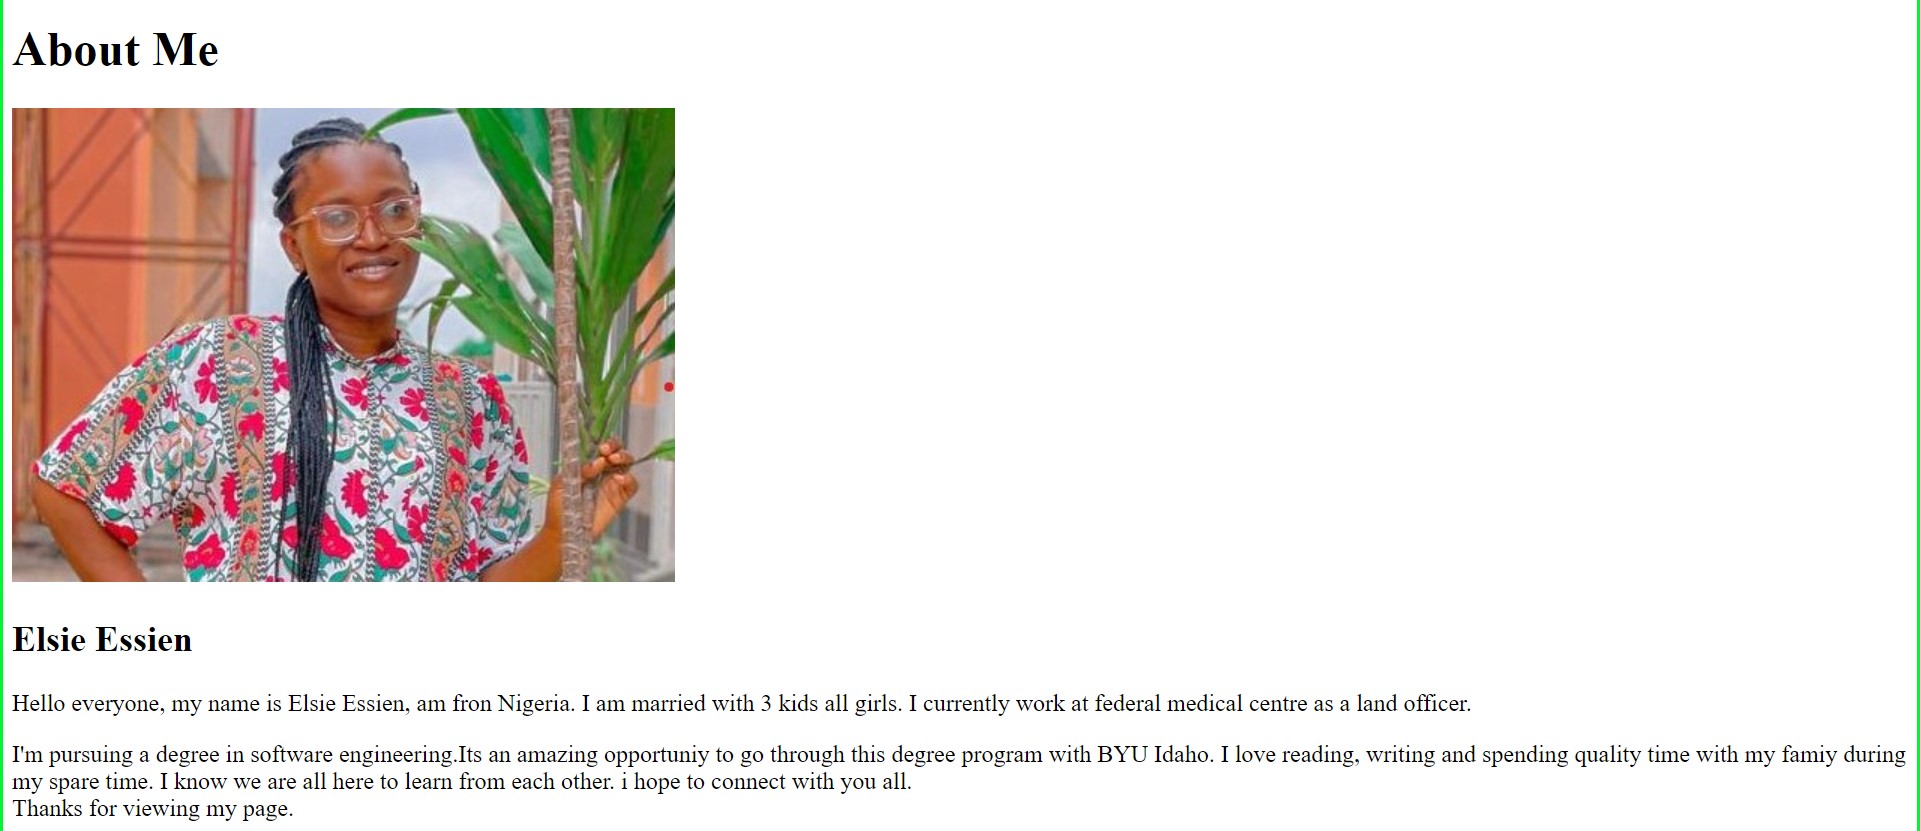 About Me
Elsie Essien
Hello everyone, my name is Elsie Essien, am fron Nigeria. I am married with 3 kids all girls. I currently work at federal medical centre as a land officer.
I'm pursuing a degree in software engineering.Its an amazing opportuniy to go through this degree program with BYU Idaho. I love reading, writing and spending quality time with my famiy during
my spare time. I know we are all here to learn from each other. i hope to connect with you all.
Thanks for viewing my page.